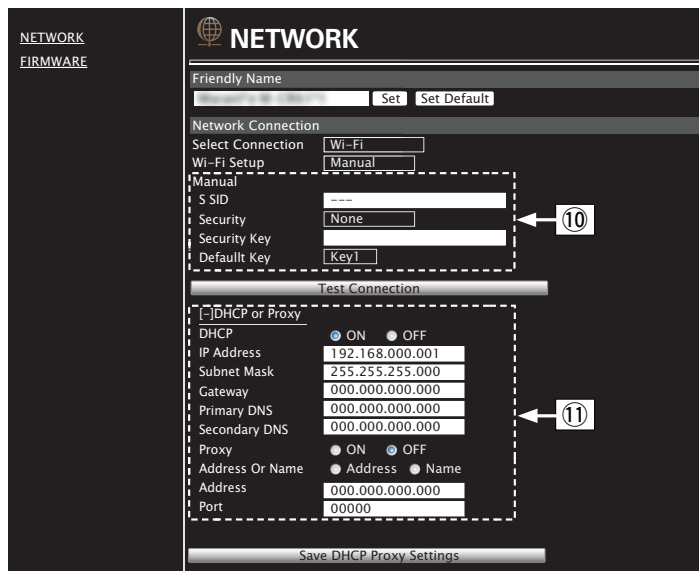 NETWORK
FIRMWARE
NETWORK
Friendly Name
Set Set Default
Network Connection
Select Connection Wi-Fi
Wi-Fi Setup Manual
Manual
S SID ---
Security None
Security Key
Defaullt Key Key1
⑩
Test Connection
[-]DHCP or Proxy
DHCP ON OFF
IP Address 192.168.000.001
Subnet Mask 255.255.255.000
Gateway 000.000.000.000
Primary DNS 000.000.000.000
Secondary DNS 000.000.000.000
⑪
Proxy ON OFF
Address Or Name Address Name
Address 000.000.000.000
Port 00000
Save DHCP Proxy Settings